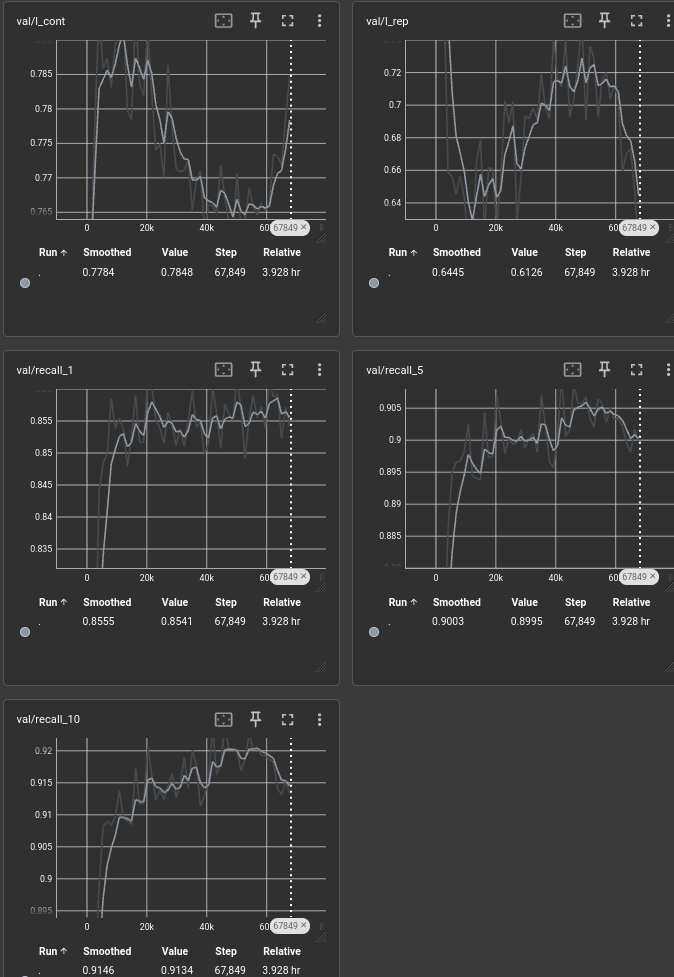 val/l_cont
0.785
0.78
0.775
0.77
0.765
0 20k 40k 60 67849 ×
Run ↑ Smoothed Value Step Relative
. 0.7784 0.7848 67,849 3.928 hr
val/l_rep
0.72
0.7
0.68
0.66
0.64
0 20k 40k 67849 ×
Run ↑ Smoothed Value Step Relative
. 0.6445 0.6126 67,849 3.928 hr
val/recall_1
0.855
0.85
0.845
0.84
0.835
0 20k 40k 60 67849 ×
Run ↑ Smoothed Value Step Relative
. 0.8555 0.8541 67,849 3.928 hr
val/recall_5
0.905
0.9
0.895
0.89
0.885
0 20k 40k 67849 ×
Run ↑ Smoothed Value Step Relative
. 0.9003 0.8995 67,849 3.928 hr
val/recall_10
0.92
0.915
0.91
0.905
0.9
0.895
0 20k 40k 60 67849 ×
Run ↑ Smoothed Value Step Relative
. 0.9146 0.9134 67,849 3.928 hr